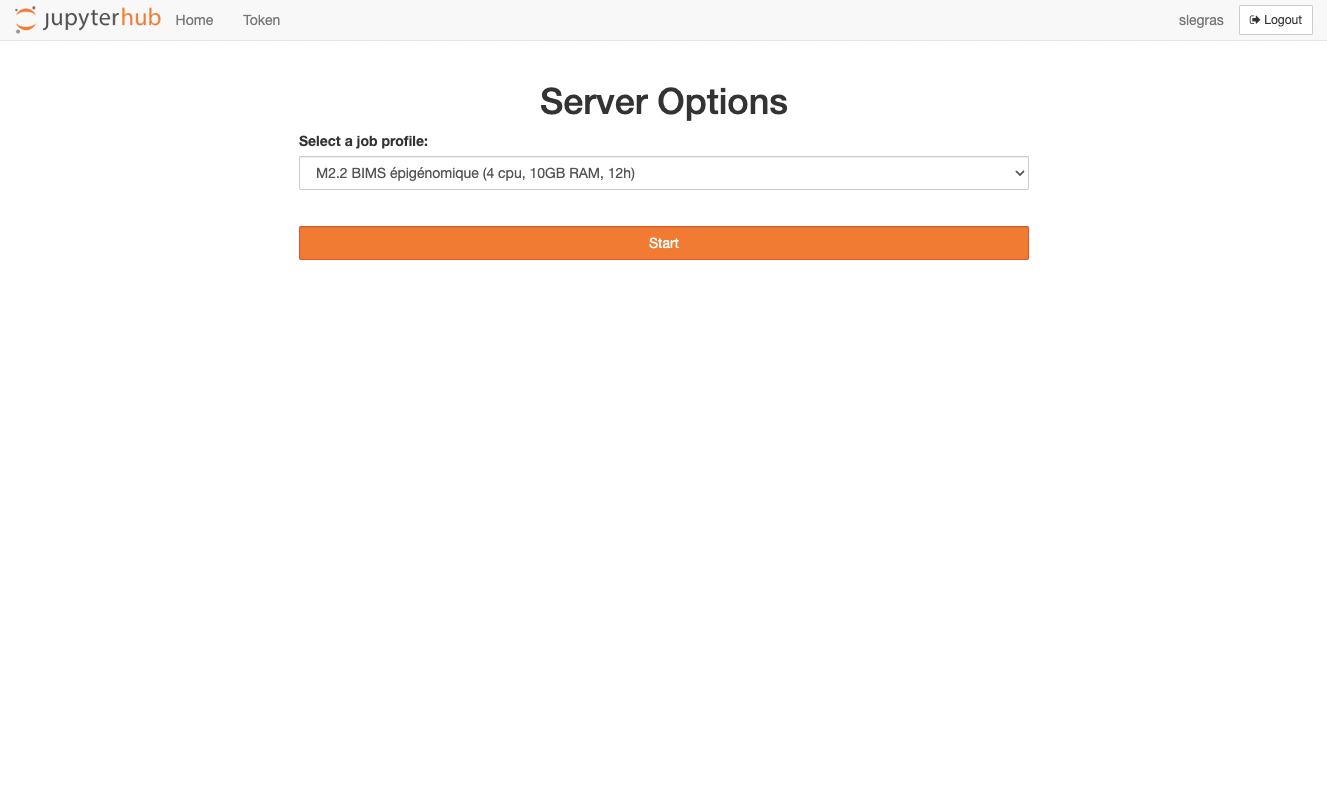 jupyterhub Home Token slegras Logout
Server Options
Select a job profile:
M2.2 BIMS épigénomique (4 cpu, 10GB RAM, 12h)
Start